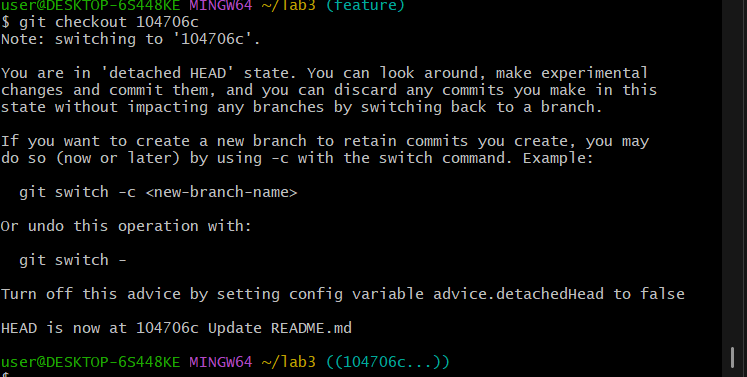 user@DESKTOP-6S448KE MINGW64 ~/lab3 (feature)
$ git checkout 104706c
Note: switching to '104706c'.

You are in 'detached HEAD' state. You can look around, make experimental
changes and commit them, and you can discard any commits you make in this
state without impacting any branches by switching back to a branch.

If you want to create a new branch to retain commits you create, you may
do so (now or later) by using -c with the switch command. Example:

  git switch -c <new-branch-name>

Or undo this operation with:

  git switch -

Turn off this advice by setting config variable advice.detachedHead to false

HEAD is now at 104706c Update README.md

user@DESKTOP-6S448KE MINGW64 ~/lab3 ((104706c...))
$